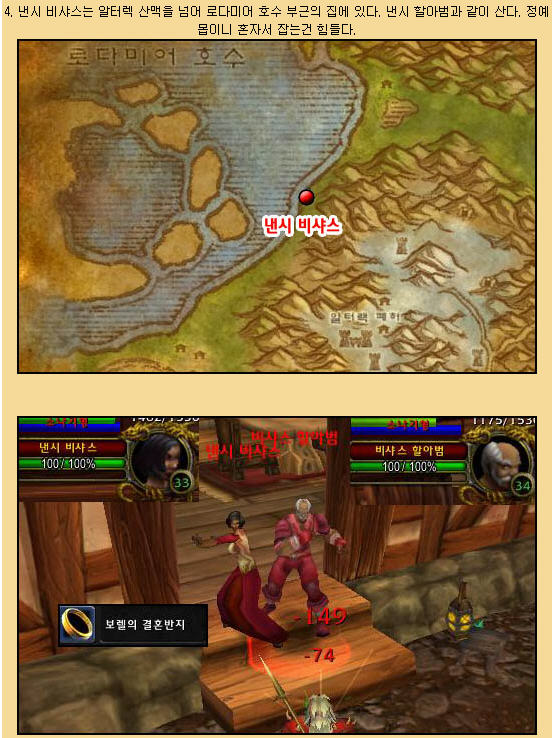 4. 낸시 비샤스는 알터렉 산맥을 넘어 로다미어 호수 부근의 집에 있다. 낸시 할아범과 같이 산다. 정예
몹이니 혼자서 잡는건 힘들다.
로다미어 호수
낸시 비샤스
알터랙 폐허
낸시 비샤스
100/100%
33
비샤스 할아범
낸시 비샤스
비샤스 할아범
100/100%
34
보렐의 결혼반지
-149
-74